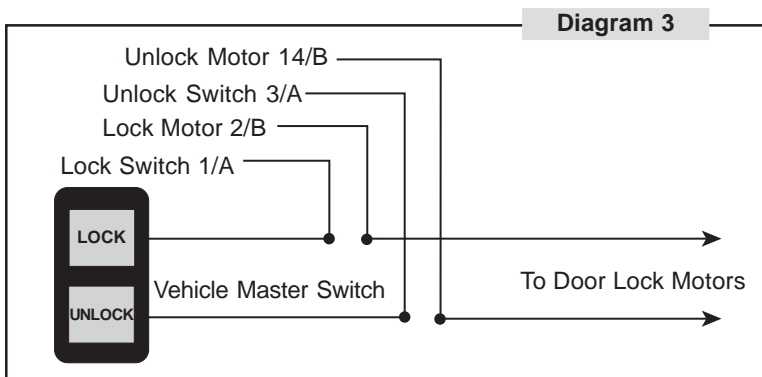 Diagram 3
Unlock Motor 14/B
Unlock Switch 3/A
Lock Motor 2/B
Lock Switch 1/A
LOCK
To Door Lock Motors
Vehicle Master Switch
UNLOCK